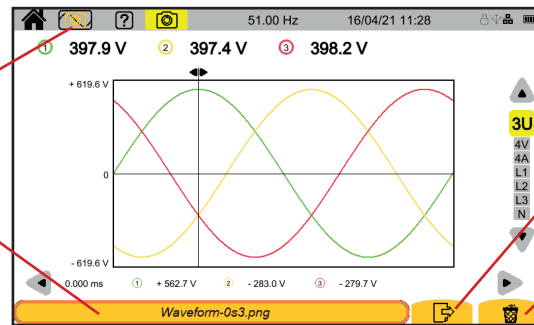 ? 51.00 Hz 16/04/21 11:28
1 397.9 V 2 397.4 V 3 398.2 V
+ 619.6 V
0
- 619.6 V
3U
4V
4A
L1
L2
L3
N
0.000 ms 1 + 562.7 V 2 - 283.0 V 3 - 279.7 V
Waveform-0s3.png